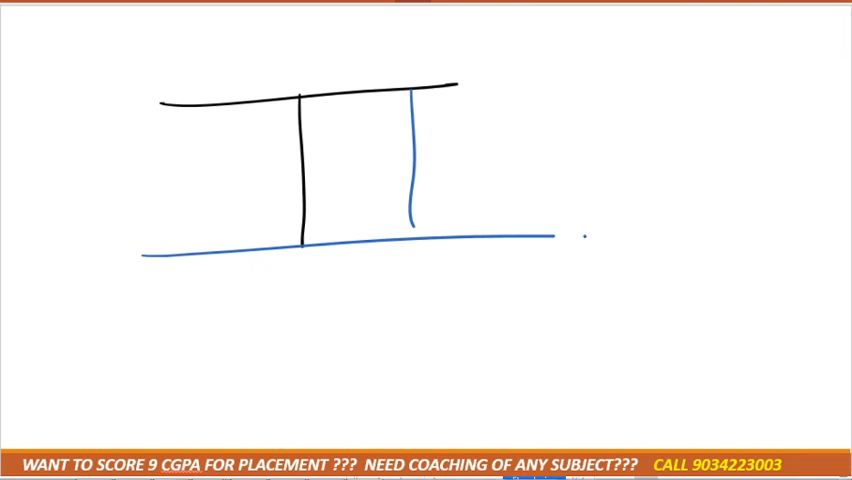 WANT TO SCORE 9 CGPA FOR PLACEMENT ??? NEED COACHING OF ANY SUBJECT??? CALL 9034223003